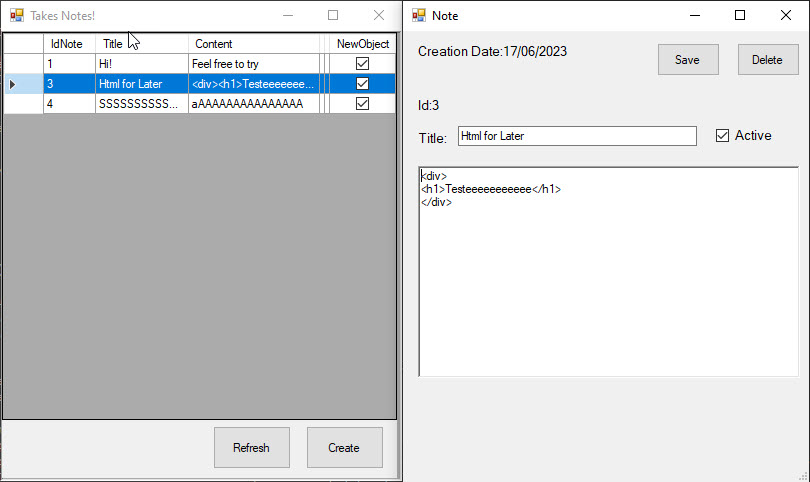 Takes Notes!
IdNote Title Content NewObject
1 Hi! Feel free to try
3 Html for Later <div><h1>Testeeeeeee...
4 SSSSSSSSSS... aAAAAAAAAAAAAAAA
Refresh Create
Note
Creation Date:17/06/2023
Save Delete
Id:3
Title: Html for Later Active
<div>
<h1>Testeeeeeeeeeee</h1>
</div>